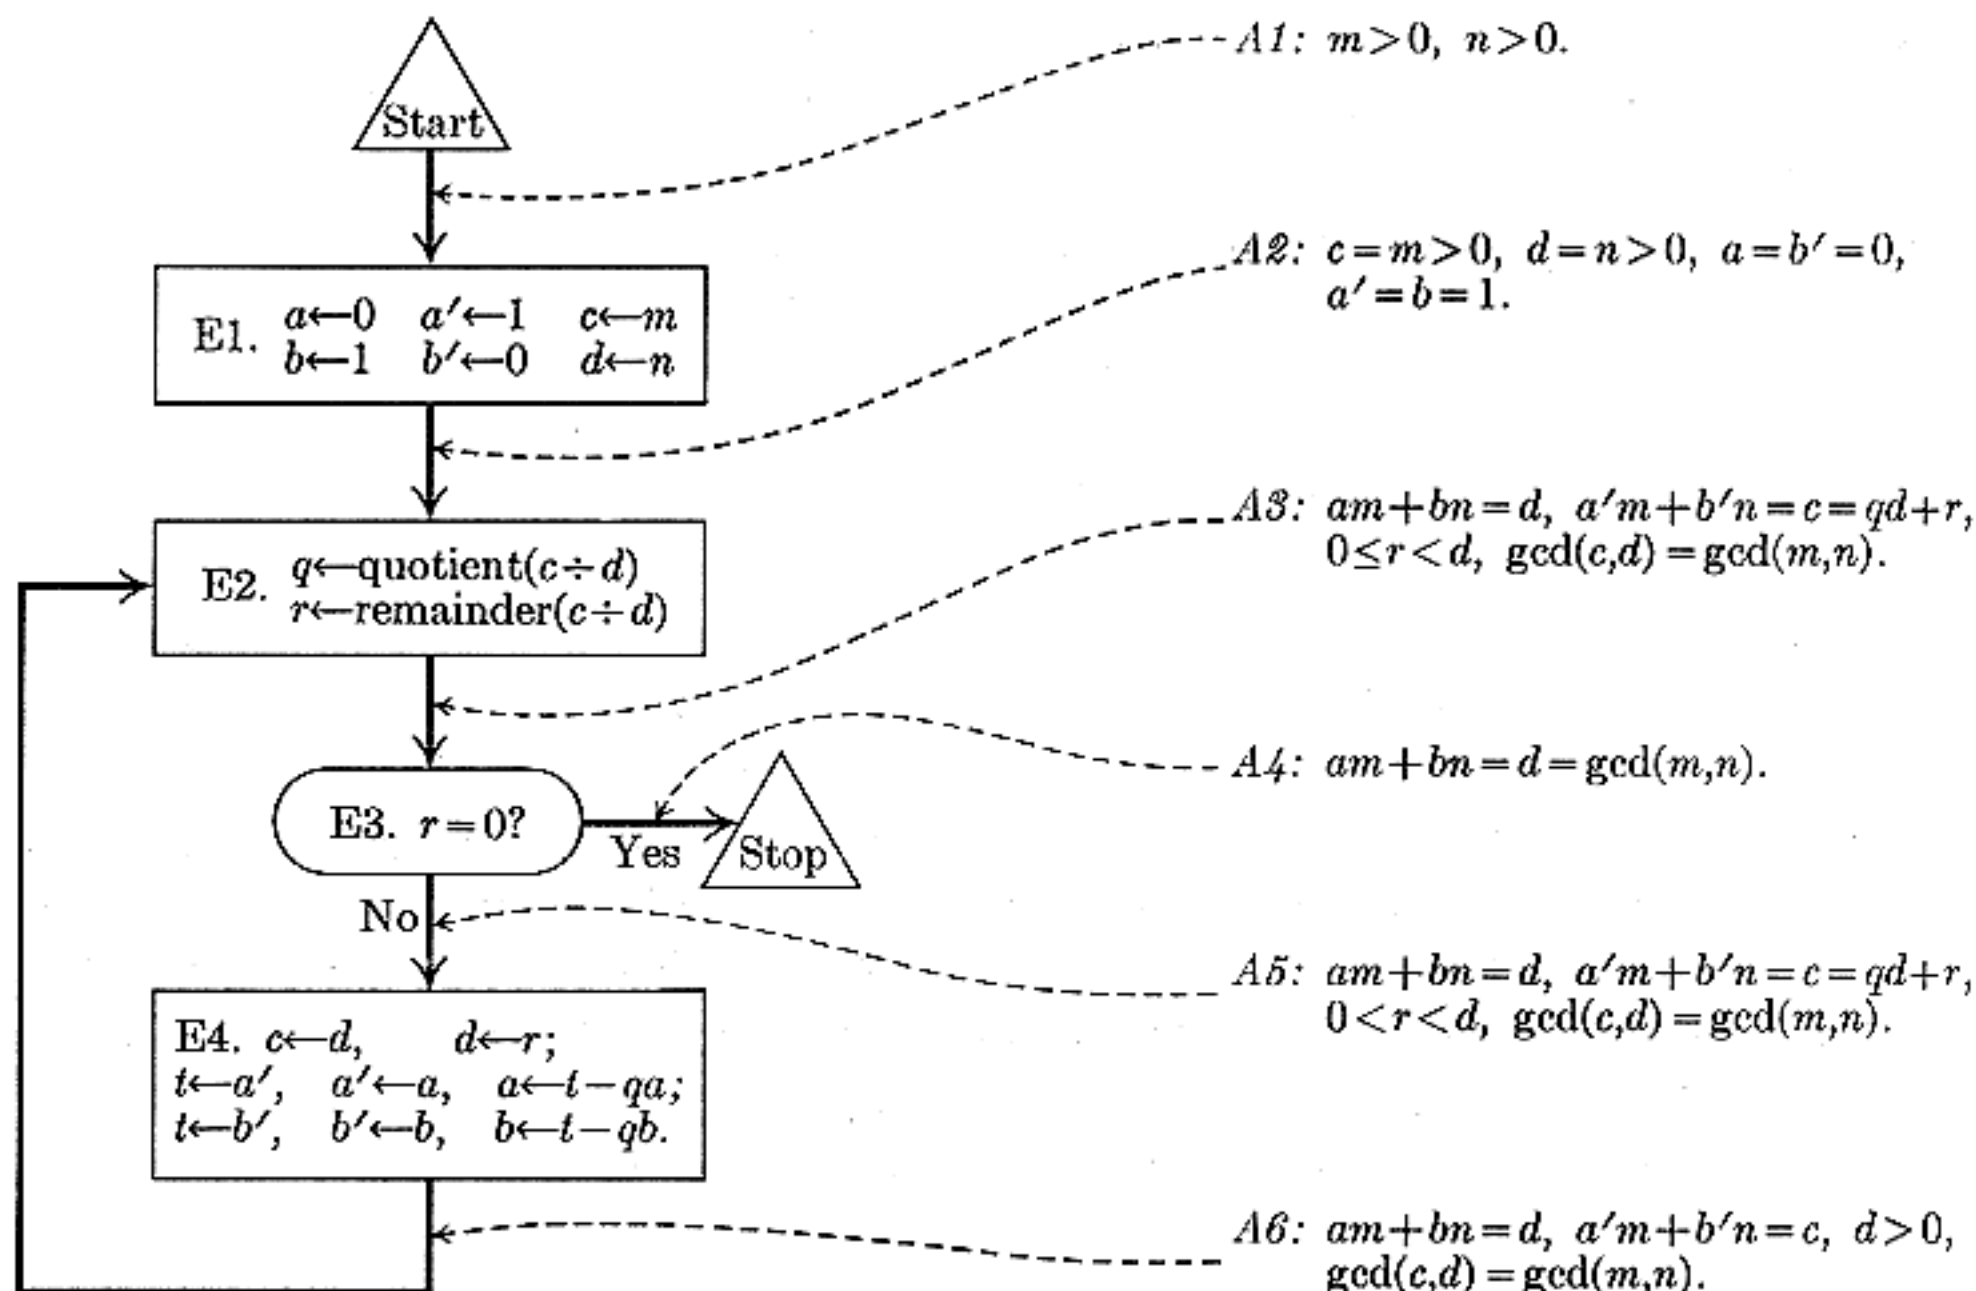 Start
A1: m>0, n>0.
E1. a←0 a′←1 c←m
b←1 b′←0 d←n
A2: c=m>0, d=n>0, a=b′=0,
a′=b=1.
E2. q←quotient(c÷d)
r←remainder(c÷d)
A3: am+bn=d, a′m+b′n=c=qd+r,
0≤r<d, gcd(c,d)=gcd(m,n).
E3. r=0?
Yes
Stop
A4: am+bn=d=gcd(m,n).
No
A5: am+bn=d, a′m+b′n=c=qd+r,
0<r<d, gcd(c,d)=gcd(m,n).
E4. c←d, d←r;
t←a′, a′←a, a←t−qa;
t←b′, b′←b, b←t−qb.
A6: am+bn=d, a′m+b′n=c, d>0,
gcd(c,d)=gcd(m,n).